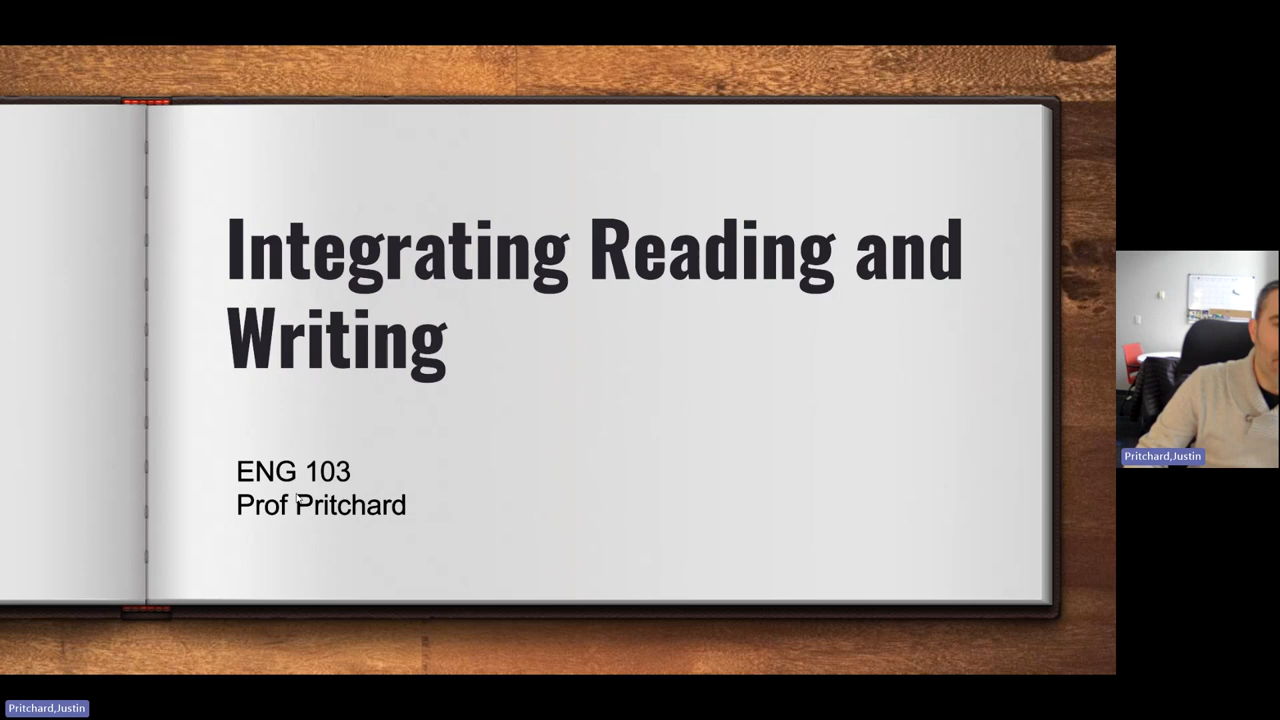 Integrating Reading and
Writing
ENG 103
Prof Pritchard
Pritchard,Justin
Pritchard,Justin